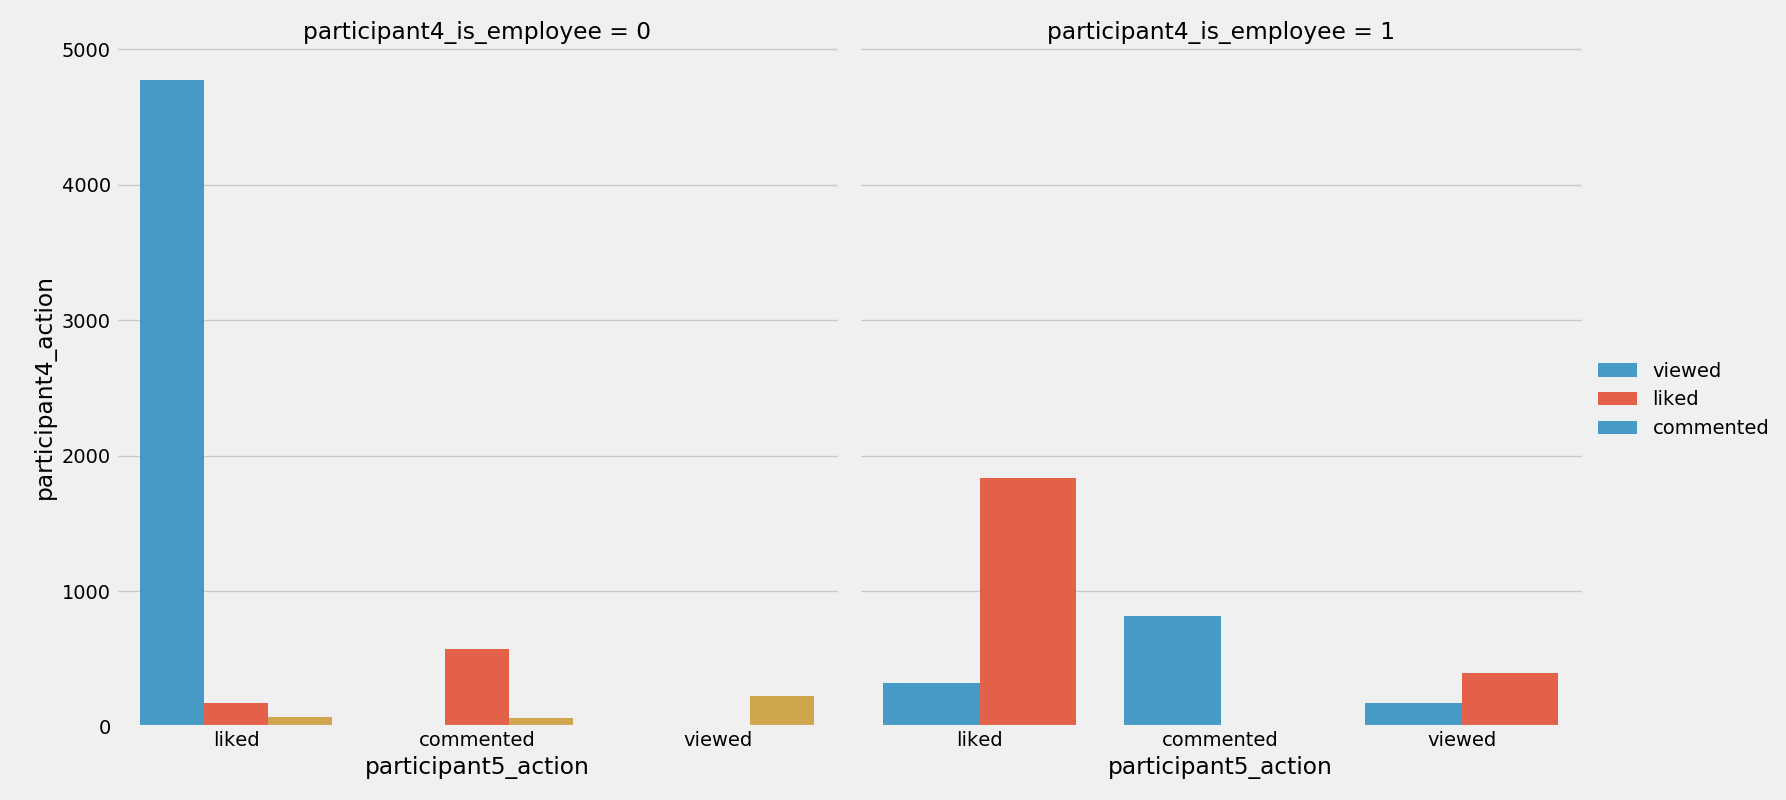 participant4_is_employee = 0
participant4_is_employee = 1
5000
4000
3000
2000
1000
0
participant4_action
liked
commented
viewed
participant5_action
liked
commented
viewed
participant5_action
viewed
liked
commented